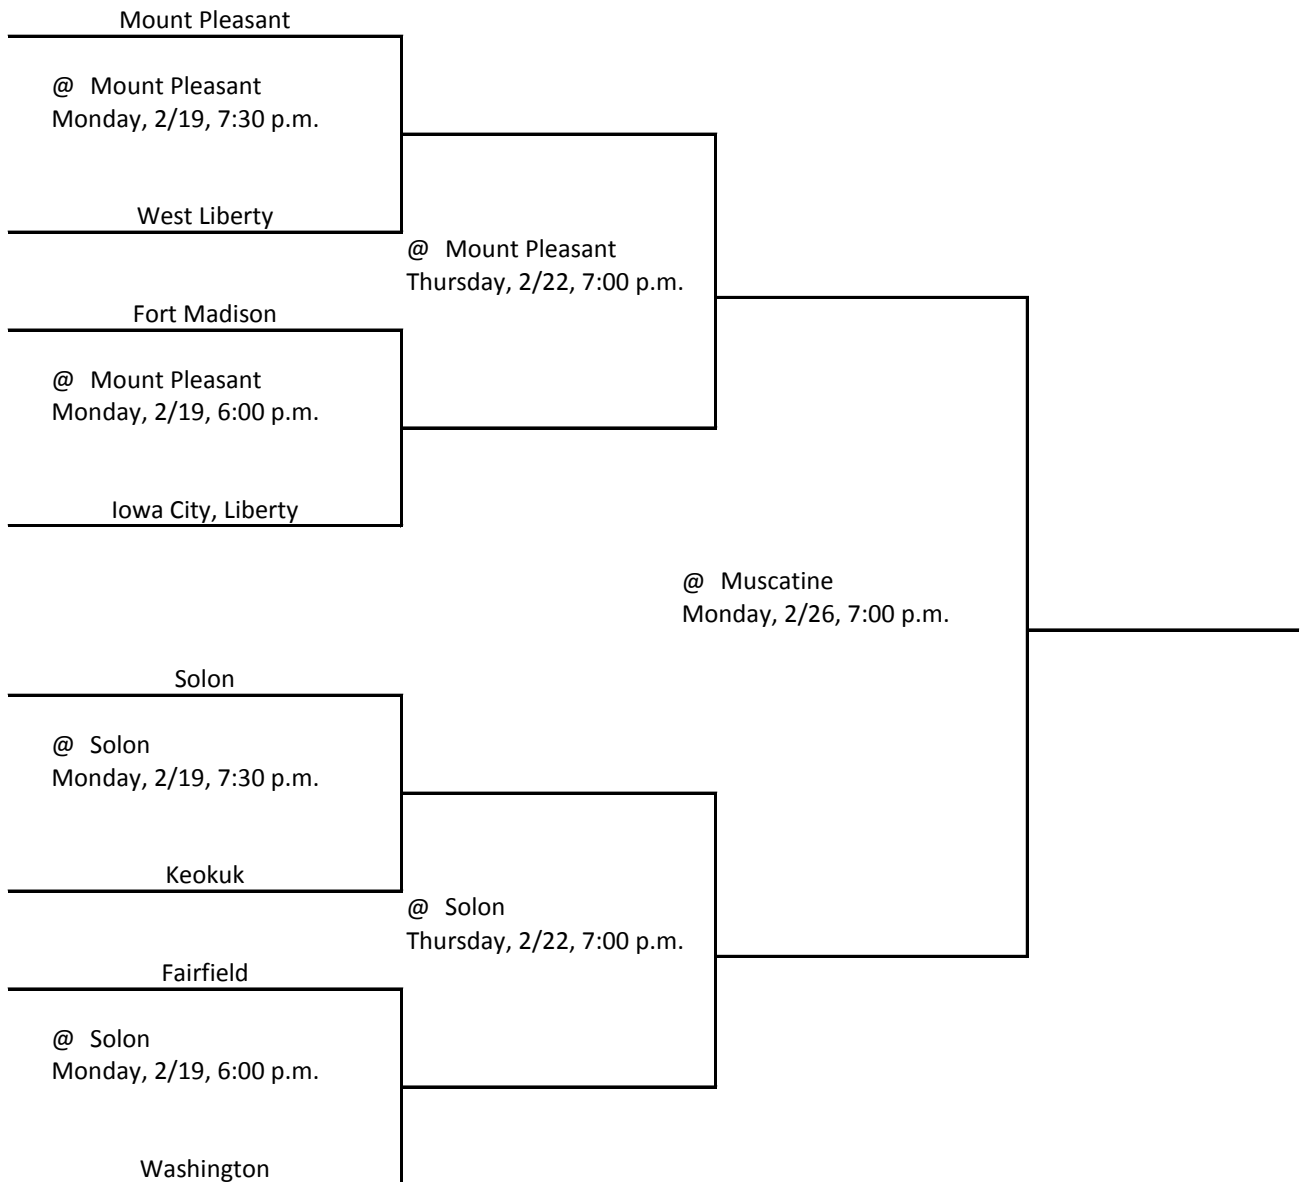 Mount Pleasant
@ Mount Pleasant
Monday, 2/19, 7:30 p.m.
West Liberty
@ Mount Pleasant
Thursday, 2/22, 7:00 p.m.
Fort Madison
@ Mount Pleasant
Monday, 2/19, 6:00 p.m.
Iowa City, Liberty
@ Muscatine
Monday, 2/26, 7:00 p.m.
Solon
@ Solon
Monday, 2/19, 7:30 p.m.
Keokuk
@ Solon
Thursday, 2/22, 7:00 p.m.
Fairfield
@ Solon
Monday, 2/19, 6:00 p.m.
Washington